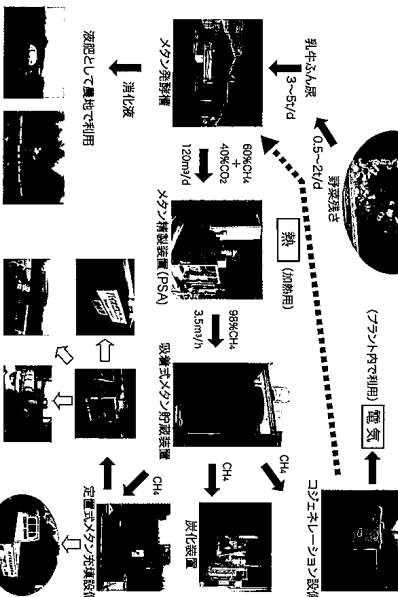 乳牛ふん尿
3～5t/d
野菜残さ
0.5～2t/d
メタン発酵槽
消化液
液肥として農地で利用
60%CH₄
+
40%CO₂
120m³/d
熱
(加熱用)
メタン精製装置(PSA)
98%CH₄
3.5m³/h
吸着式メタン貯蔵装置
(プラント内で利用)
電気
CH₄
コジェネレーション設備
CH₄
炭化装置
CH₄
定置式メタン充填設備